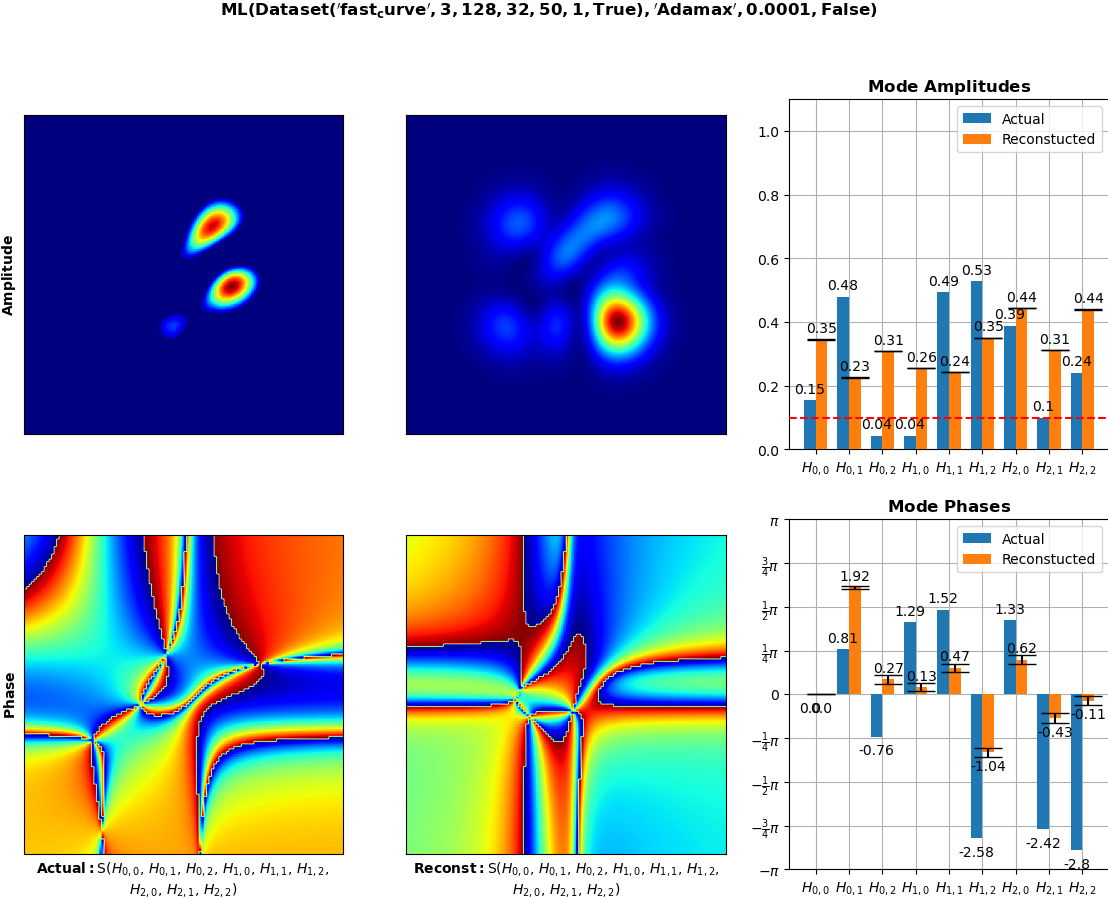 ML(Dataset('fast_curve', 3, 128, 32, 50, 1, True), 'Adamax', 0.0001, False)
Amplitude
Mode Amplitudes
Actual
Reconstucted
1.0
0.8
0.6
0.4
0.2
0.0
0.15
0.35
0.48
0.23
0.04
0.31
0.04
0.26
0.49
0.24
0.53
0.35
0.39
0.44
0.1
0.31
0.24
0.44
H0,0 H0,1 H0,2 H1,0 H1,1 H1,2 H2,0 H2,1 H2,2
Phase
Actual: S(H0,0, H0,1, H0,2, H1,0, H1,1, H1,2,
H2,0, H2,1, H2,2)
Reconst: S(H0,0, H0,1, H0,2, H1,0, H1,1, H1,2,
H2,0, H2,1, H2,2)
Mode Phases
Actual
Reconstucted
π
3/4π
1/2π
1/4π
0
−1/4π
−1/2π
−3/4π
−π
0.0
0.0
0.81
1.92
-0.76
0.27
1.29
0.13
1.52
0.47
-2.58
-1.04
1.33
0.62
-2.42
-0.43
-2.8
-0.11
H0,0 H0,1 H0,2 H1,0 H1,1 H1,2 H2,0 H2,1 H2,2